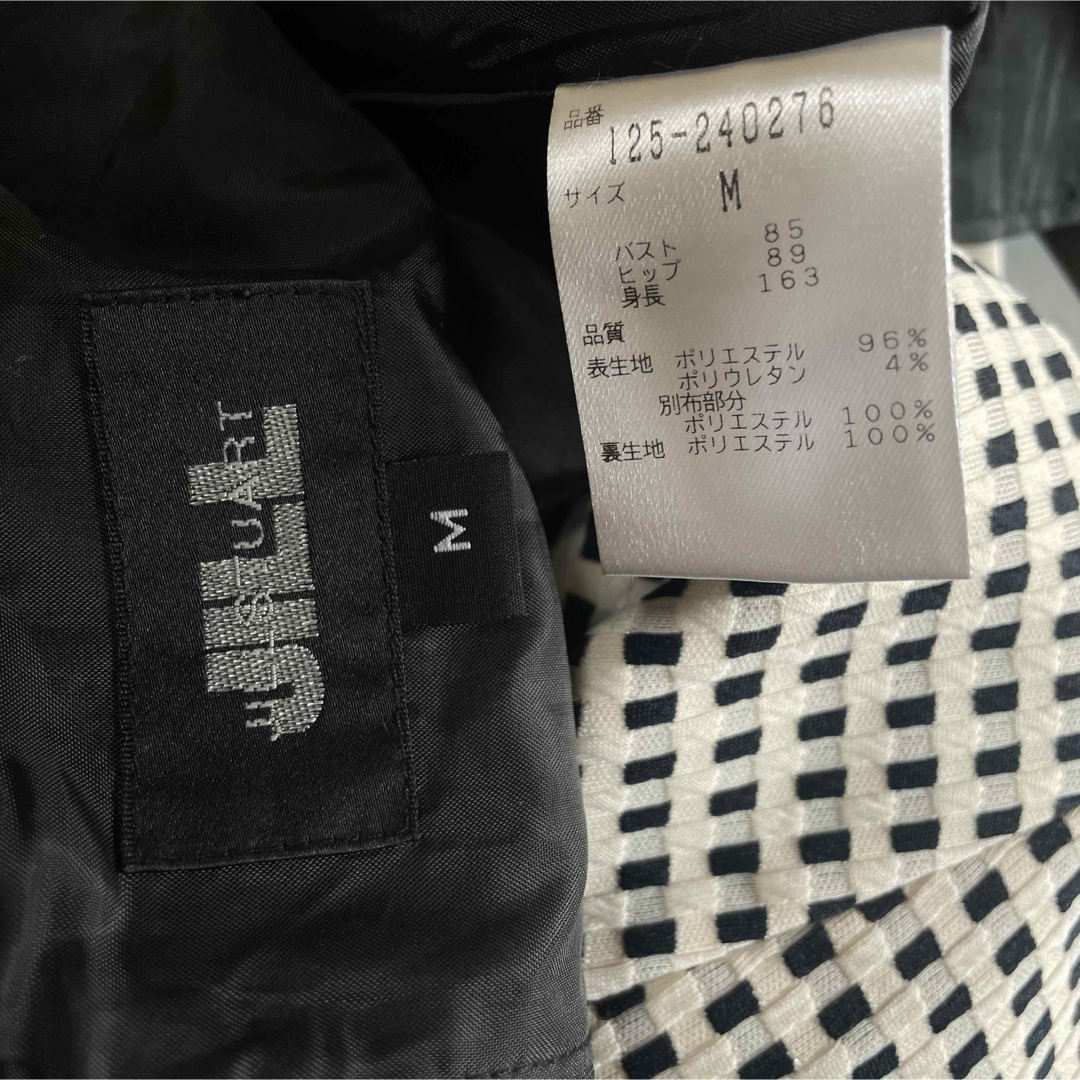 品番
125-240276
サイズ M
バスト 85
ヒップ 89
身長 163
品質
表生地 ポリエステル 96%
ポリウレタン 4%
別布部分
ポリエステル 100%
裏生地 ポリエステル 100%
JILL
JILL STUART
M